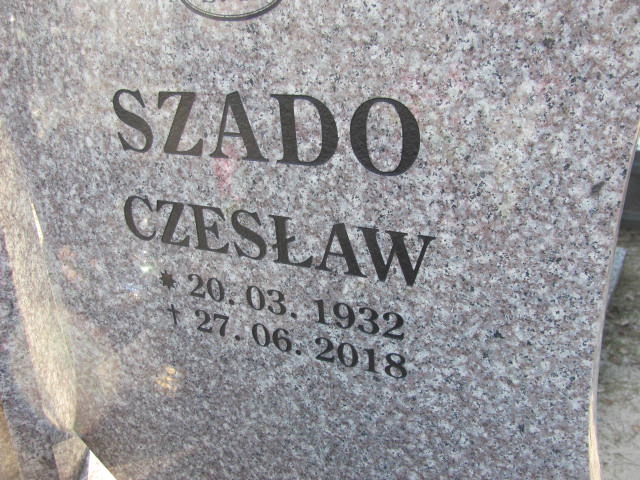 SZADO
CZESŁAW
* 20. 03. 1932
† 27. 06. 2018